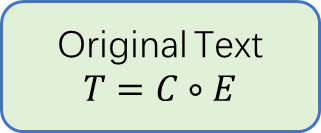 Original Text
T = C ∘ E